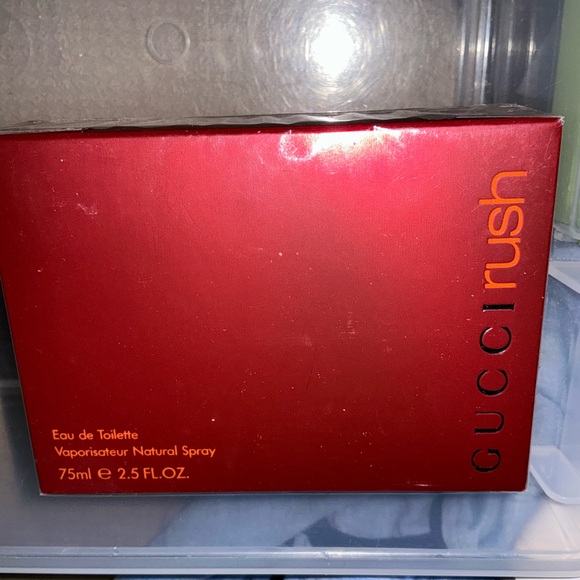 GUCCI rush
Eau de Toilette
Vaporisateur Natural Spray
75ml ℮ 2.5 FL.OZ.